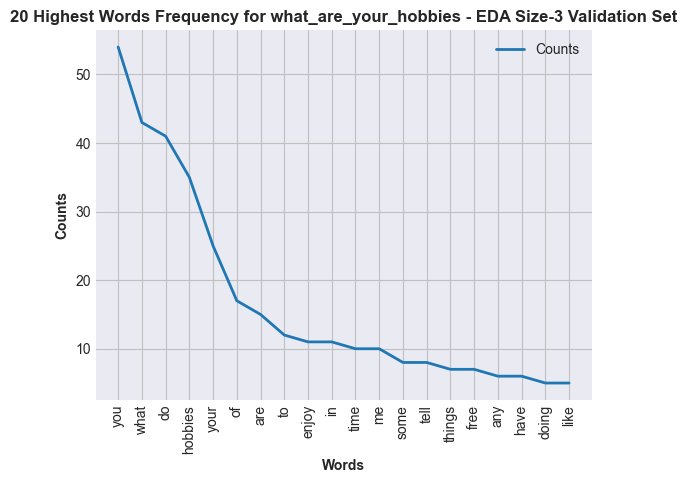 20 Highest Words Frequency for what_are_your_hobbies - EDA Size-3 Validation Set
Counts
50
40
30
20
10
Counts
you
what
do
hobbies
your
of
are
to
enjoy
in
time
me
some
tell
things
free
any
have
doing
like
Words